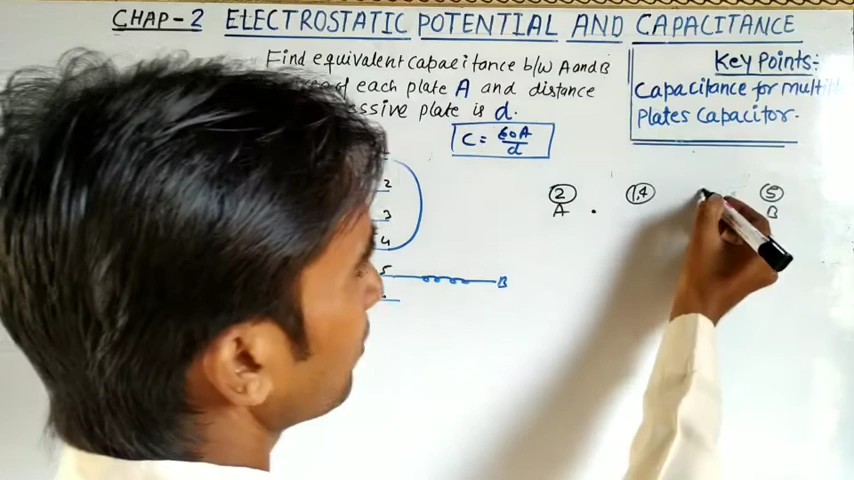 CHAP-2 ELECTROSTATIC POTENTIAL AND CAPACITANCE
Find equivalent capacitance b/w A and B
of each plate A and distance
plate is d.
C = ε0A/d
Key Points:-
Capacitance for
Plates Capacitor.
2
3
4
5
B
2
A
1,4
5
B